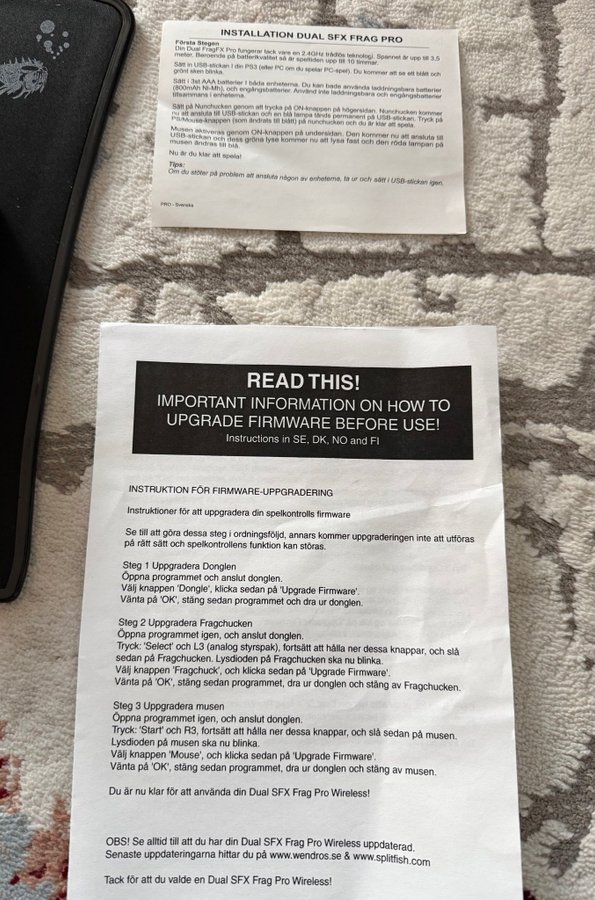 INSTALLATION DUAL SFX FRAG PRO
Första Stegen
Din Dual FragFX Pro fungerar tack vare en 2.4GHz trådlös teknologi. Spannet är upp till 3,5
meter. Beroende på batterikvalitet så är speltiden upp till 10 timmar.
Sätt in USB-stickan i din PS3 (eller PC om du spelar PC-spel). Du kommer att se ett blått och
grönt sken blinka.
Sätt i 3st AAA batterier i båda enheterna. Du kan både använda laddningsbara batterier
(800mAh Ni-Mh), och engångsbatterier. Använd inte laddningsbara och engångsbatterier
tillsammans i enheterna.
Sätt på Nunchucken genom att trycka på ON-knappen på högersidan. Nunchucken kommer
nu att ansluta till USB-stickan och en blå lampa tänds permanent på USB-stickan. Tryck på
PS/Mouse-knappen (som ändrats till blått) på nunchucken och du är klar att spela.
Musen aktiveras genom ON-knappen på undersidan. Den kommer nu att ansluta till
USB-stickan och dess gröna lyse kommer nu att lysa fast och den röda lampan på
musen ändras till blå.
Nu är du klar att spela!
Tips:
Om du stöter på problem att ansluta någon av enheterna, ta ur och sätt i USB-stickan igen.
PRO - Svenska
READ THIS!
IMPORTANT INFORMATION ON HOW TO
UPGRADE FIRMWARE BEFORE USE!
Instructions in SE, DK, NO and FI
INSTRUKTION FÖR FIRMWARE-UPPGRADERING
Instruktioner för att uppgradera din spelkontrolls firmware
Se till att göra dessa steg i ordningsföljd, annars kommer uppgraderingen inte att utföras
på rätt sätt och spelkontrollens funktion kan störas.
Steg 1 Uppgradera Donglen
Öppna programmet och anslut donglen.
Välj knappen 'Dongle', klicka sedan på 'Upgrade Firmware'.
Vänta på 'OK', stäng sedan programmet och dra ur donglen.
Steg 2 Uppgradera Fragchucken
Öppna programmet igen, och anslut donglen.
Tryck: 'Select' och L3 (analog styrspak), fortsätt att hålla ner dessa knappar, och slå
sedan på Fragchucken. Lysdioden på Fragchucken ska nu blinka.
Välj knappen 'Fragchuck', och klicka sedan på 'Upgrade Firmware'.
Vänta på 'OK', stäng sedan programmet, dra ur donglen och stäng av Fragchucken.
Steg 3 Uppgradera musen
Öppna programmet igen, och anslut donglen.
Tryck: 'Start' och R3, fortsätt att hålla ner dessa knappar, och slå sedan på musen.
Lysdioden på musen ska nu blinka.
Välj knappen 'Mouse', och klicka sedan på 'Upgrade Firmware'.
Vänta på 'OK', stäng sedan programmet, dra ur donglen och stäng av musen.
Du är nu klar för att använda din Dual SFX Frag Pro Wireless!
OBS! Se alltid till att du har din Dual SFX Frag Pro Wireless uppdaterad.
Senaste uppdateringarna hittar du på www.wendros.se & www.splitfish.com
Tack för att du valde en Dual SFX Frag Pro Wireless!